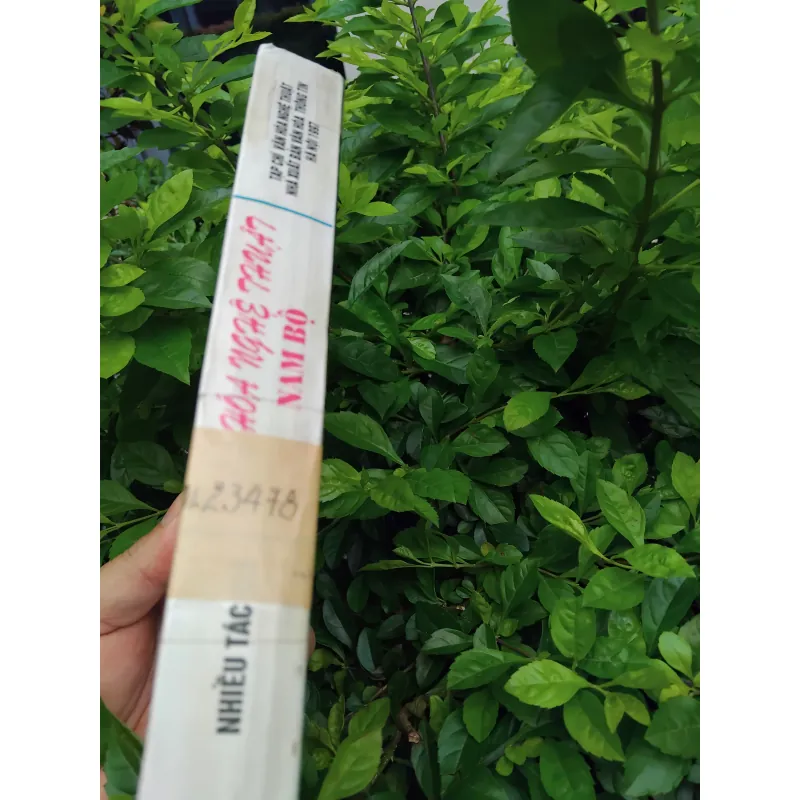 TẠP CHÍ VĂN HÓA NGHỆ THUẬT
NHÀ XUẤT BẢN VĂN HÓA THÔNG TIN
HÀ NỘI 1997
HÓA NGHỆ THUẬT
NAM BỘ
23478
NHIỀU TÁC